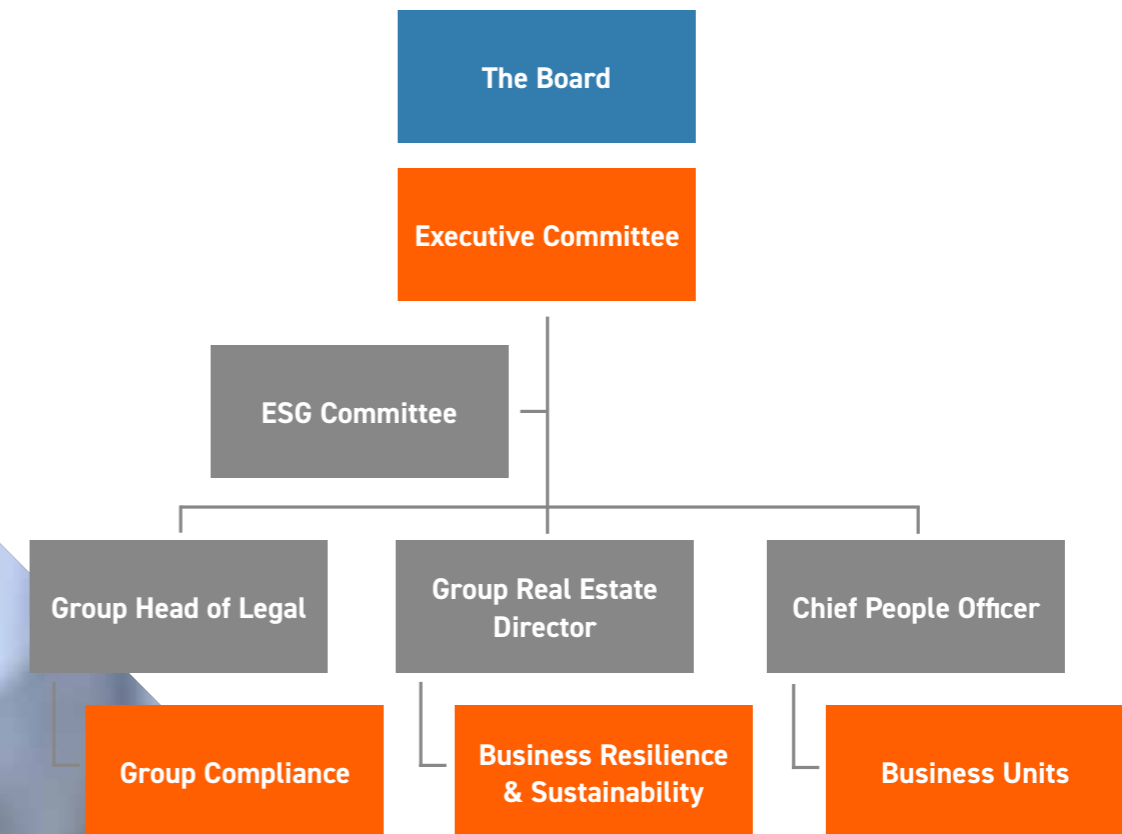 The Board
Executive Committee
ESG Committee
Group Head of Legal
Group Real Estate
Director
Chief People Officer
Group Compliance
Business Resilience
& Sustainability
Business Units